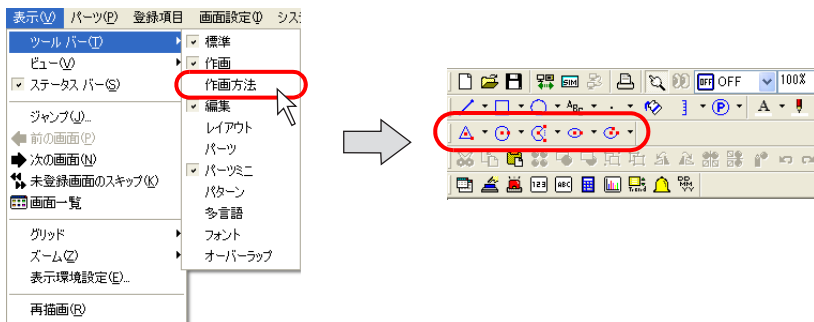 表示(V) パーツ(P) 登録項目 画面設定(I) シス
ツール バー(T)
ビュー(V)
ステータス バー(S)
ジャンプ(J)...
前の画面(P)
次の画面(N)
未登録画面のスキップ(K)
画面一覧
グリッド
ズーム(Z)
表示環境設定(E)...
再描画(R)
標準
作画
作画方法
編集
レイアウト
パーツ
パーツミニ
パターン
多言語
フォント
オーバーラップ
SIM OFF OFF 100%
ABC P A
123 ABC Trend DD MM YY